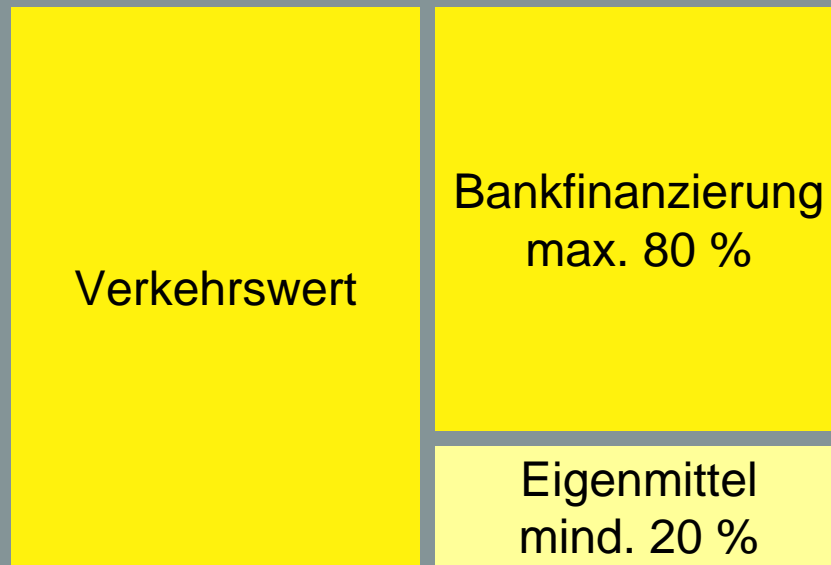 Verkehrswert
Bankfinanzierung
max. 80 %
Eigenmittel
mind. 20 %